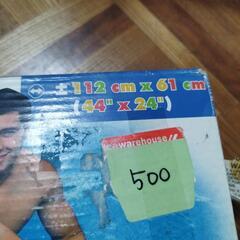 ± 112 cm x 61 cm
(44" x 24")
warehouse
500